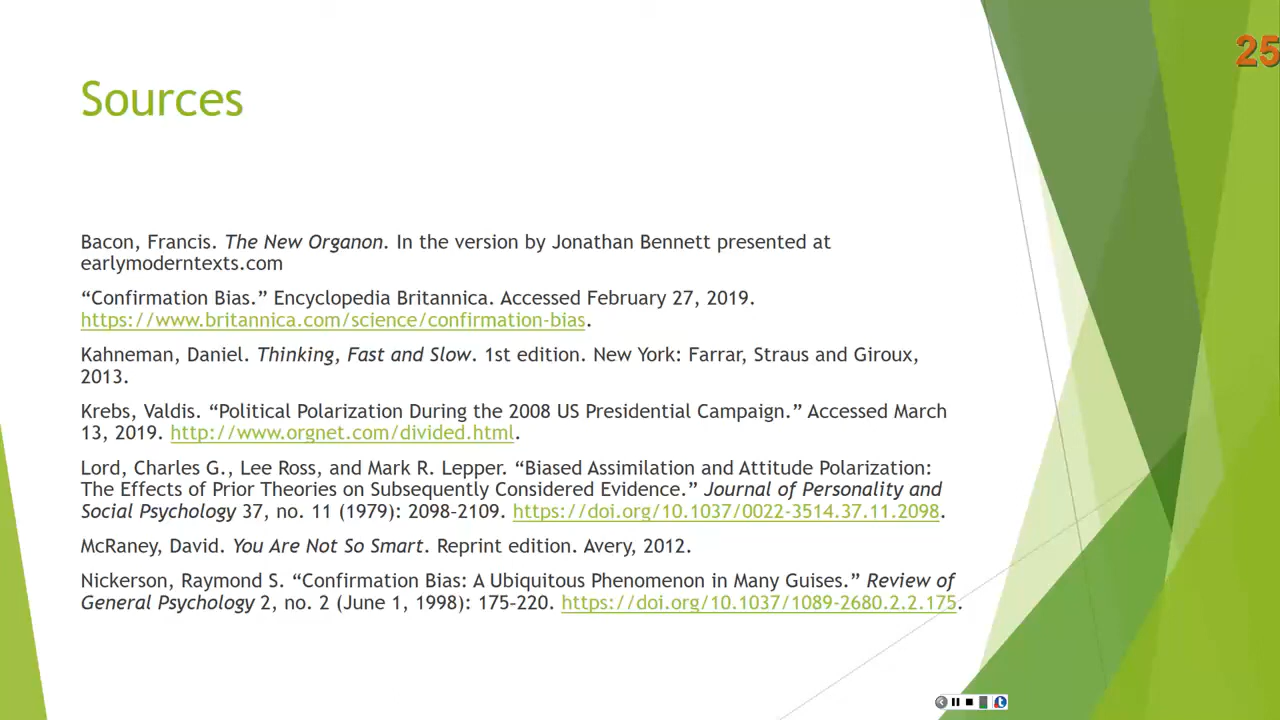 25
Sources
Bacon, Francis. The New Organon. In the version by Jonathan Bennett presented at
earlymoderntexts.com
“Confirmation Bias.” Encyclopedia Britannica. Accessed February 27, 2019.
https://www.britannica.com/science/confirmation-bias.
Kahneman, Daniel. Thinking, Fast and Slow. 1st edition. New York: Farrar, Straus and Giroux,
2013.
Krebs, Valdis. “Political Polarization During the 2008 US Presidential Campaign.” Accessed March
13, 2019. http://www.orgnet.com/divided.html.
Lord, Charles G., Lee Ross, and Mark R. Lepper. “Biased Assimilation and Attitude Polarization:
The Effects of Prior Theories on Subsequently Considered Evidence.” Journal of Personality and
Social Psychology 37, no. 11 (1979): 2098–2109. https://doi.org/10.1037/0022-3514.37.11.2098.
McRaney, David. You Are Not So Smart. Reprint edition. Avery, 2012.
Nickerson, Raymond S. “Confirmation Bias: A Ubiquitous Phenomenon in Many Guises.” Review of
General Psychology 2, no. 2 (June 1, 1998): 175–220. https://doi.org/10.1037/1089-2680.2.2.175.